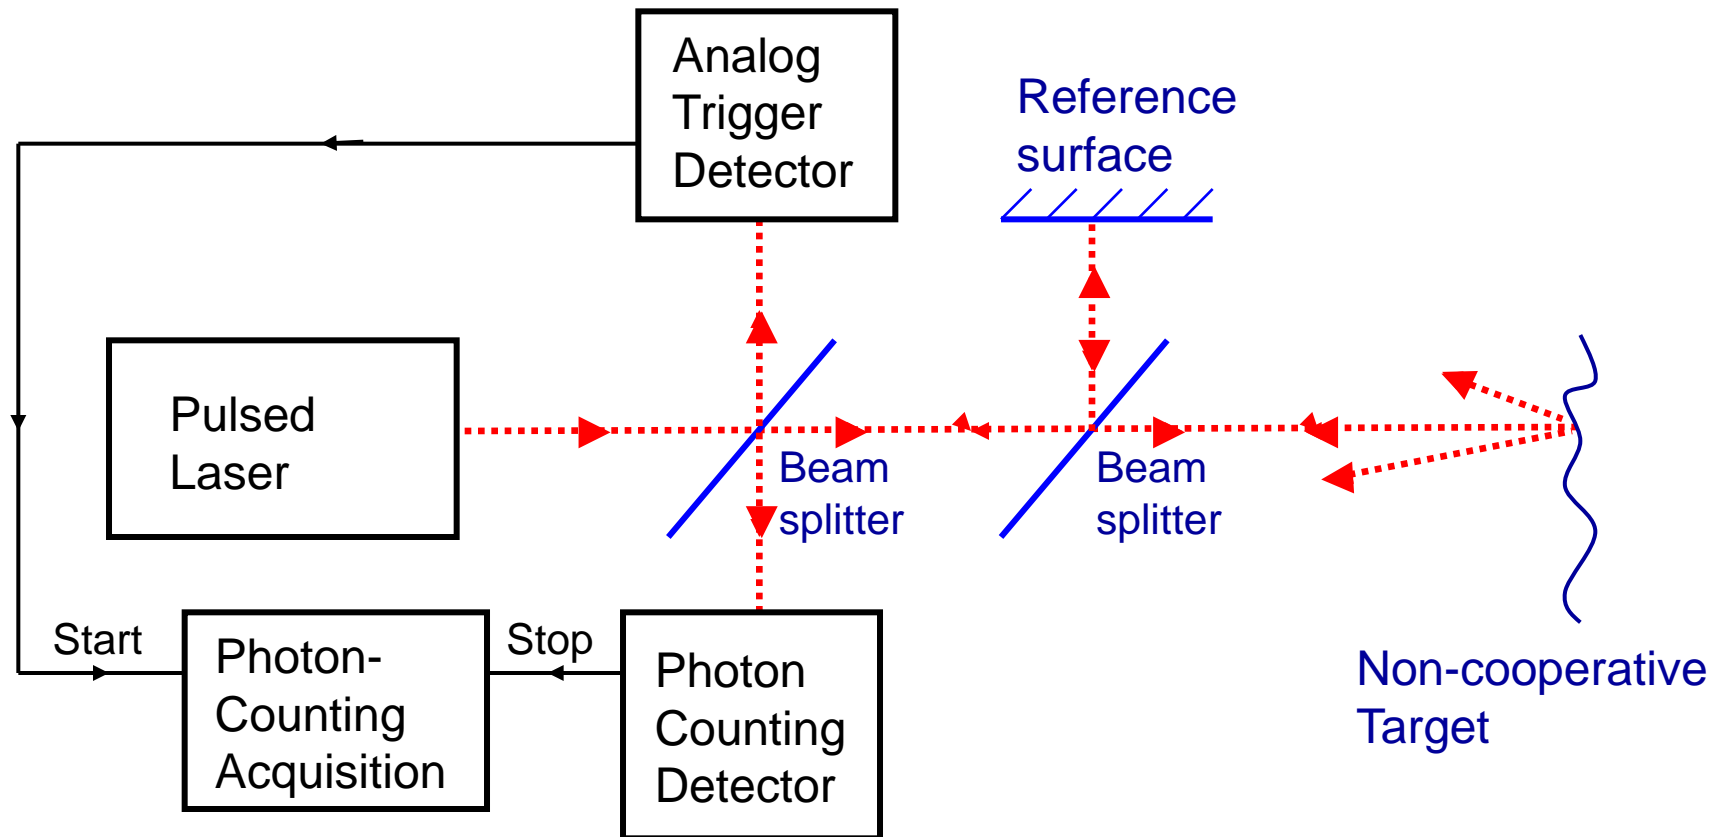 Analog
Trigger
Detector
Reference
surface
Pulsed
Laser
Beam
splitter
Beam
splitter
Start
Stop
Photon-
Counting
Acquisition
Photon
Counting
Detector
Non-cooperative
Target